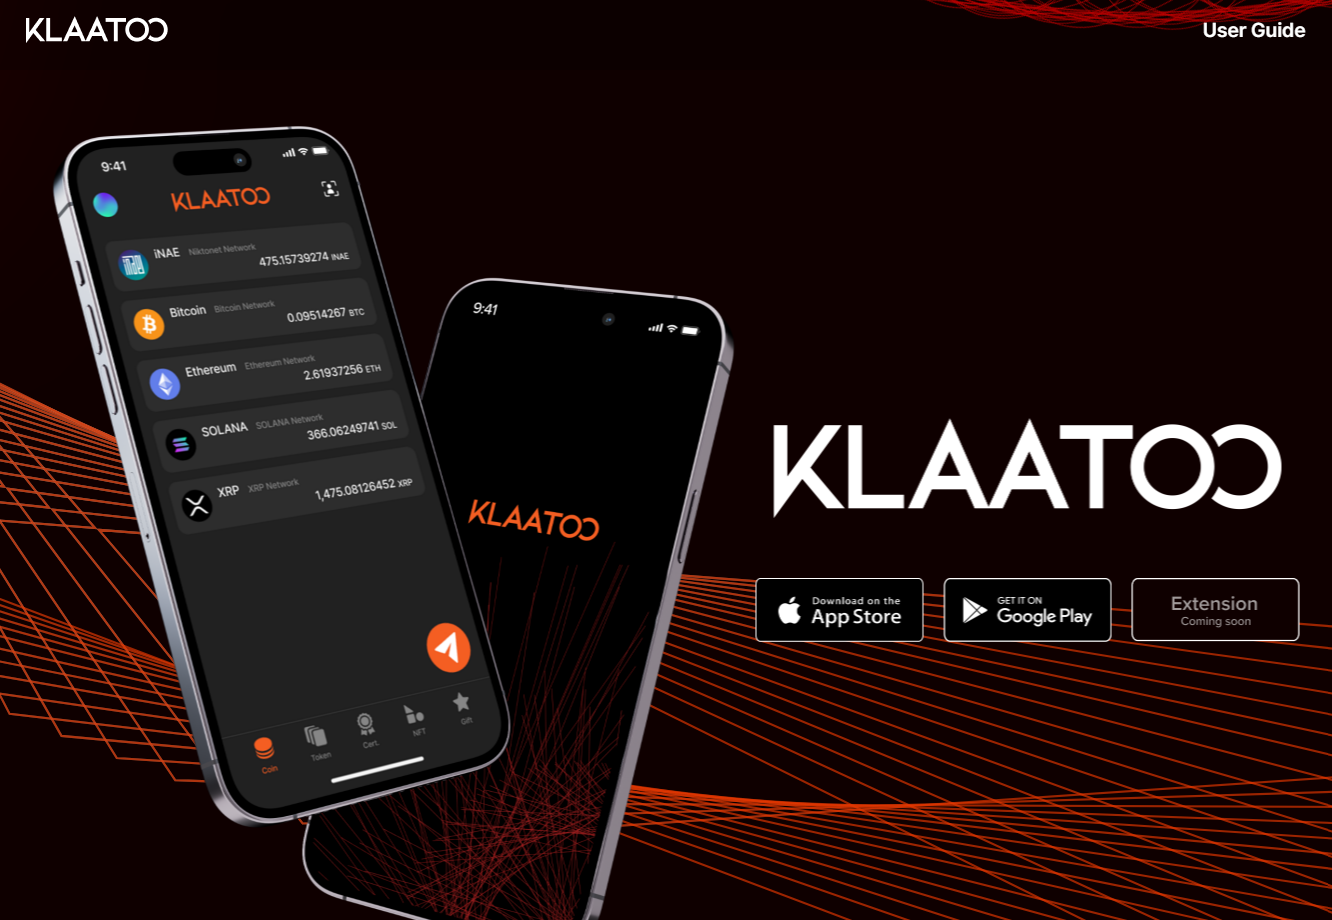 KLAATOO
User Guide
9:41
KLAATOO
iNAE Niktonet Network
475.15739274 INAE
Bitcoin Bitcoin Network
0.09514267 BTC
Ethereum Ethereum Network
2.61937256 ETH
SOLANA SOLANA Network
366.06249741 SOL
XRP XRP Network
1,475.08126452 XRP
Coin Token Cert. NFT Gift
9:41
KLAATOO
KLAATOO
Download on the
App Store
GET IT ON
Google Play
Extension
Coming soon